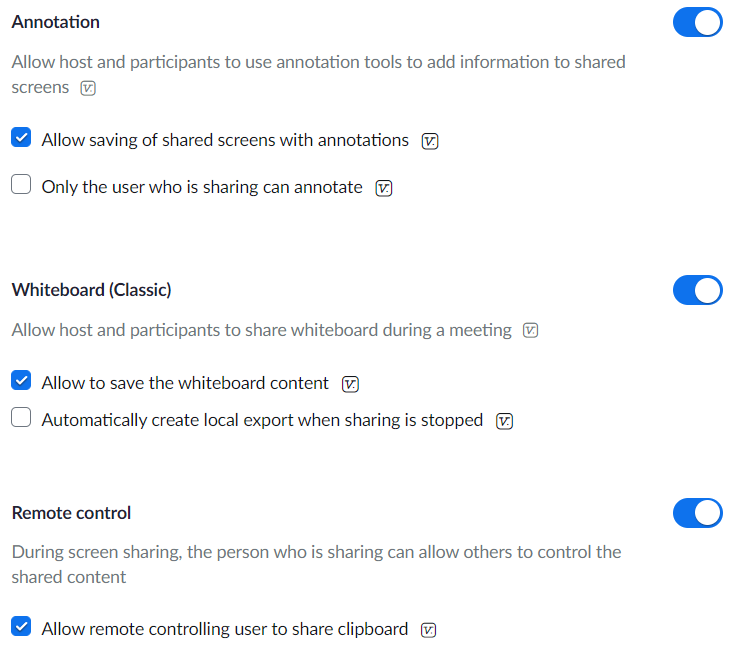 Annotation
Allow host and participants to use annotation tools to add information to shared
screens V:
Allow saving of shared screens with annotations V:
Only the user who is sharing can annotate V:
Whiteboard (Classic)
Allow host and participants to share whiteboard during a meeting V:
Allow to save the whiteboard content V:
Automatically create local export when sharing is stopped V:
Remote control
During screen sharing, the person who is sharing can allow others to control the
shared content
Allow remote controlling user to share clipboard V: